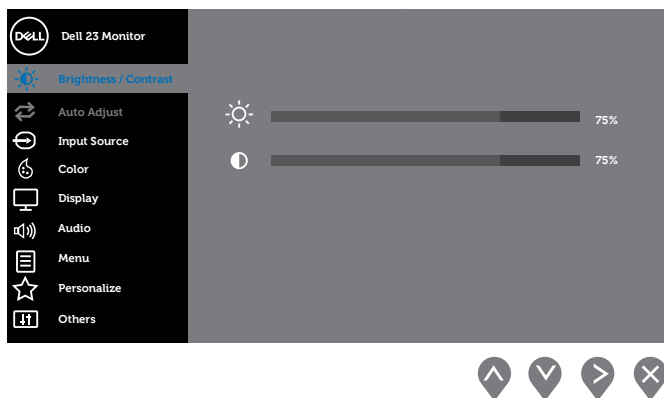 DELL Dell 23 Monitor
Brightness / Contrast
Auto Adjust
75%
Input Source
Color
75%
Display
Audio
Menu
Personalize
Others